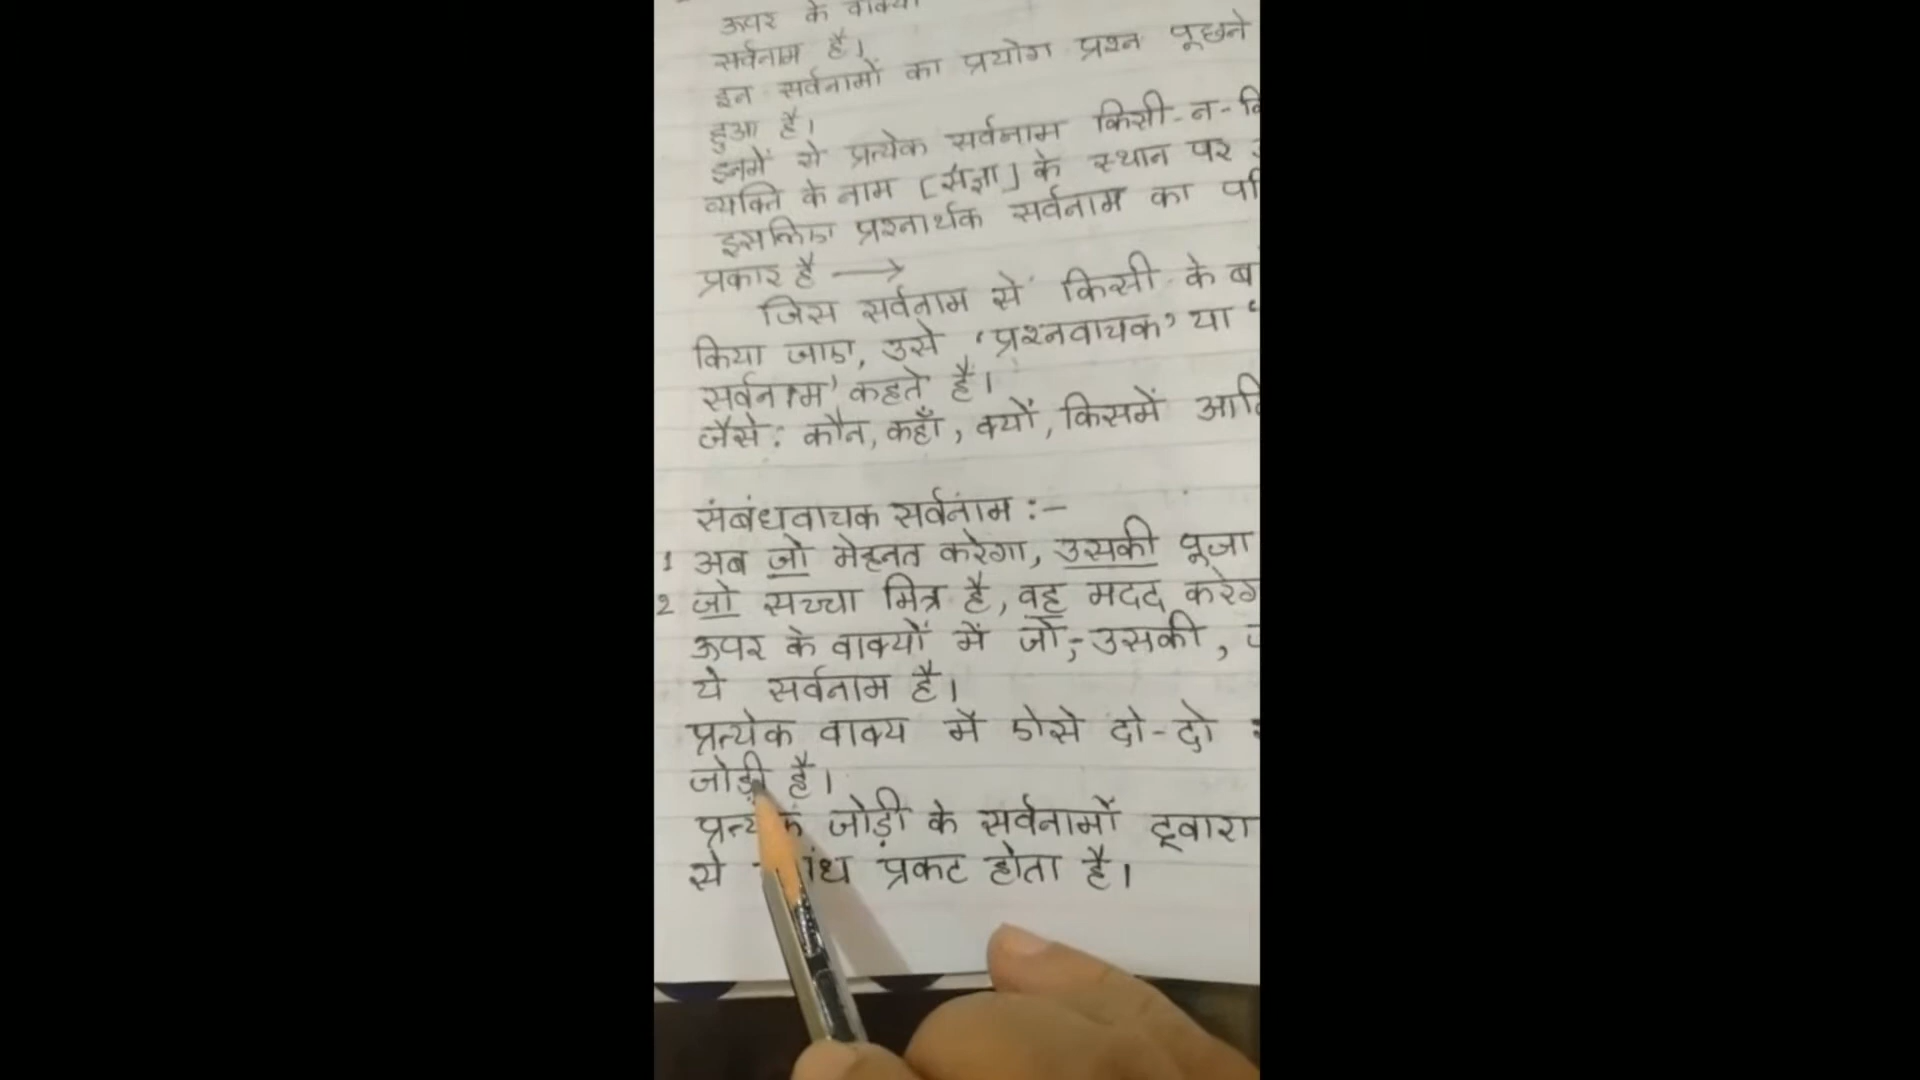 ऊपर के
सर्वनाम है।
इन सर्वनामों का प्रयोग प्रश्न पूछने
हुआ है।
इनमें से प्रत्येक सर्वनाम किसी-न-
व्यक्ति के नाम [संज्ञा] के स्थान पर
इसलिए प्रश्नार्थक सर्वनाम का
प्रकार है →
जिस सर्वनाम से किसी के
किया जाए, उसे ‘प्रश्नवाचक’ या ‘
सर्वनाम’ कहते है।
जैसे: कौन, कहाँ, क्यों, किसमें
संबंधवाचक सर्वनांम :-
1 अब जो मेहनत करेगा, उसकी पूजा
2 जो सच्चा मित्र है, वह मदद
ऊपर के वाक्यों में जो,-उसकी,
ये सर्वनाम है।
प्रत्येक वाक्य में ऐसे दो-दो
जोड़ी है।
जोड़ी के सर्वनामों द्वारा
से प्रकट होता है।